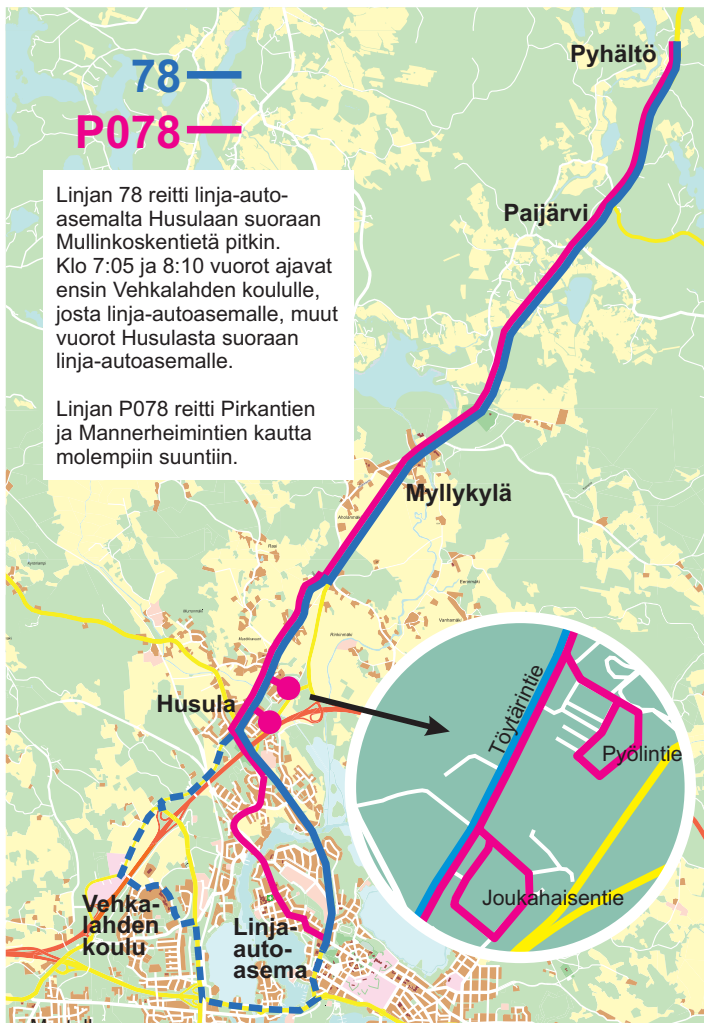 78
P078
Linjan 78 reitti linja-auto-
asemalta Husulaan suoraan
Mullinkoskentietä pitkin.
Klo 7:05 ja 8:10 vuorot ajavat
ensin Vehkalahden koululle,
josta linja-autoasemalle, muut
vuorot Husulasta suoraan
linja-autoasemalle.
Linjan P078 reitti Pirkantien
ja Mannerheimintien kautta
molempiin suuntiin.
Pyhältö
Paijärvi
Myllykylä
Husula
Töytärintie
Pyölintie
Joukahaisentie
Vehka-
lahden
koulu
Linja-
auto-
asema